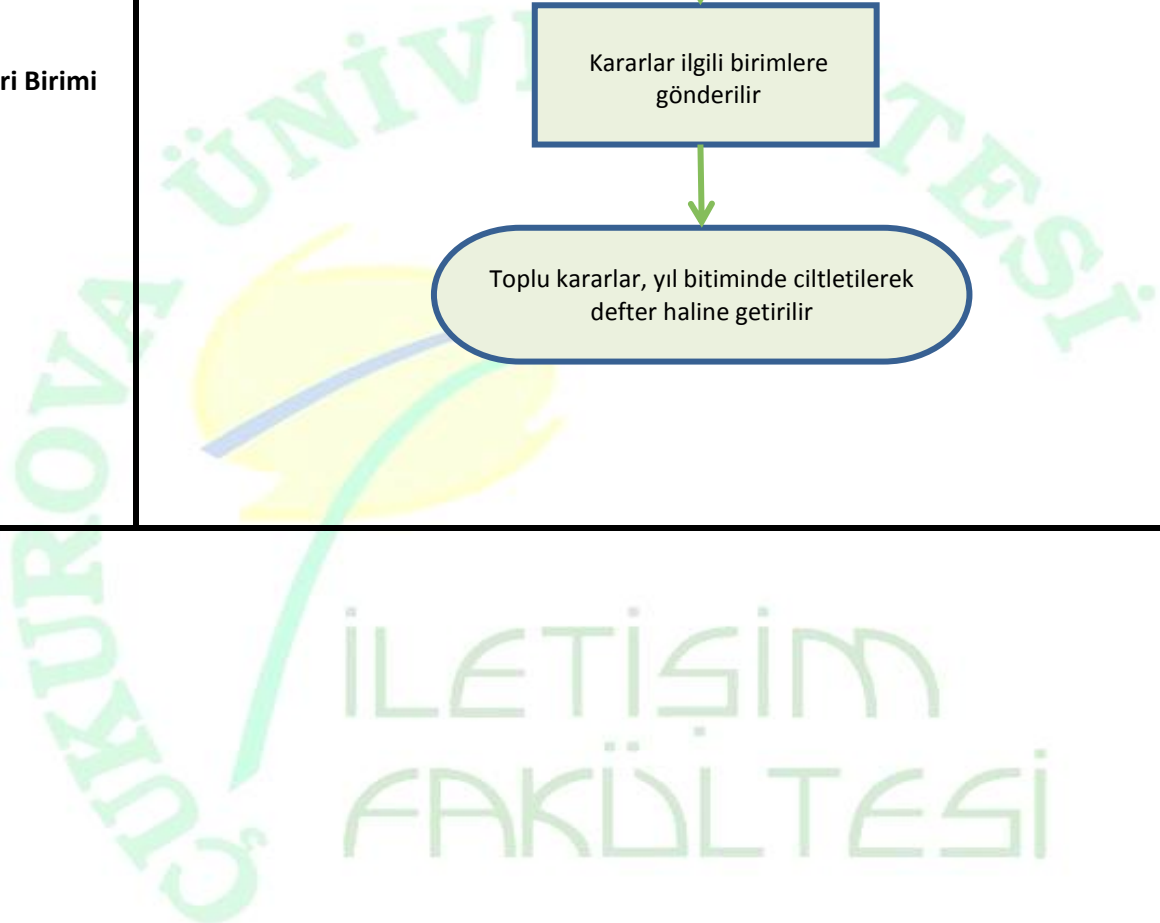 ri Birimi
Kararlar ilgili birimlere
gönderilir
Toplu kararlar, yıl bitiminde ciltletilerek
defter haline getirilir
ÇUKUROVA ÜNİV TESİ
İLETİŞİM
FAKÜLTESİ